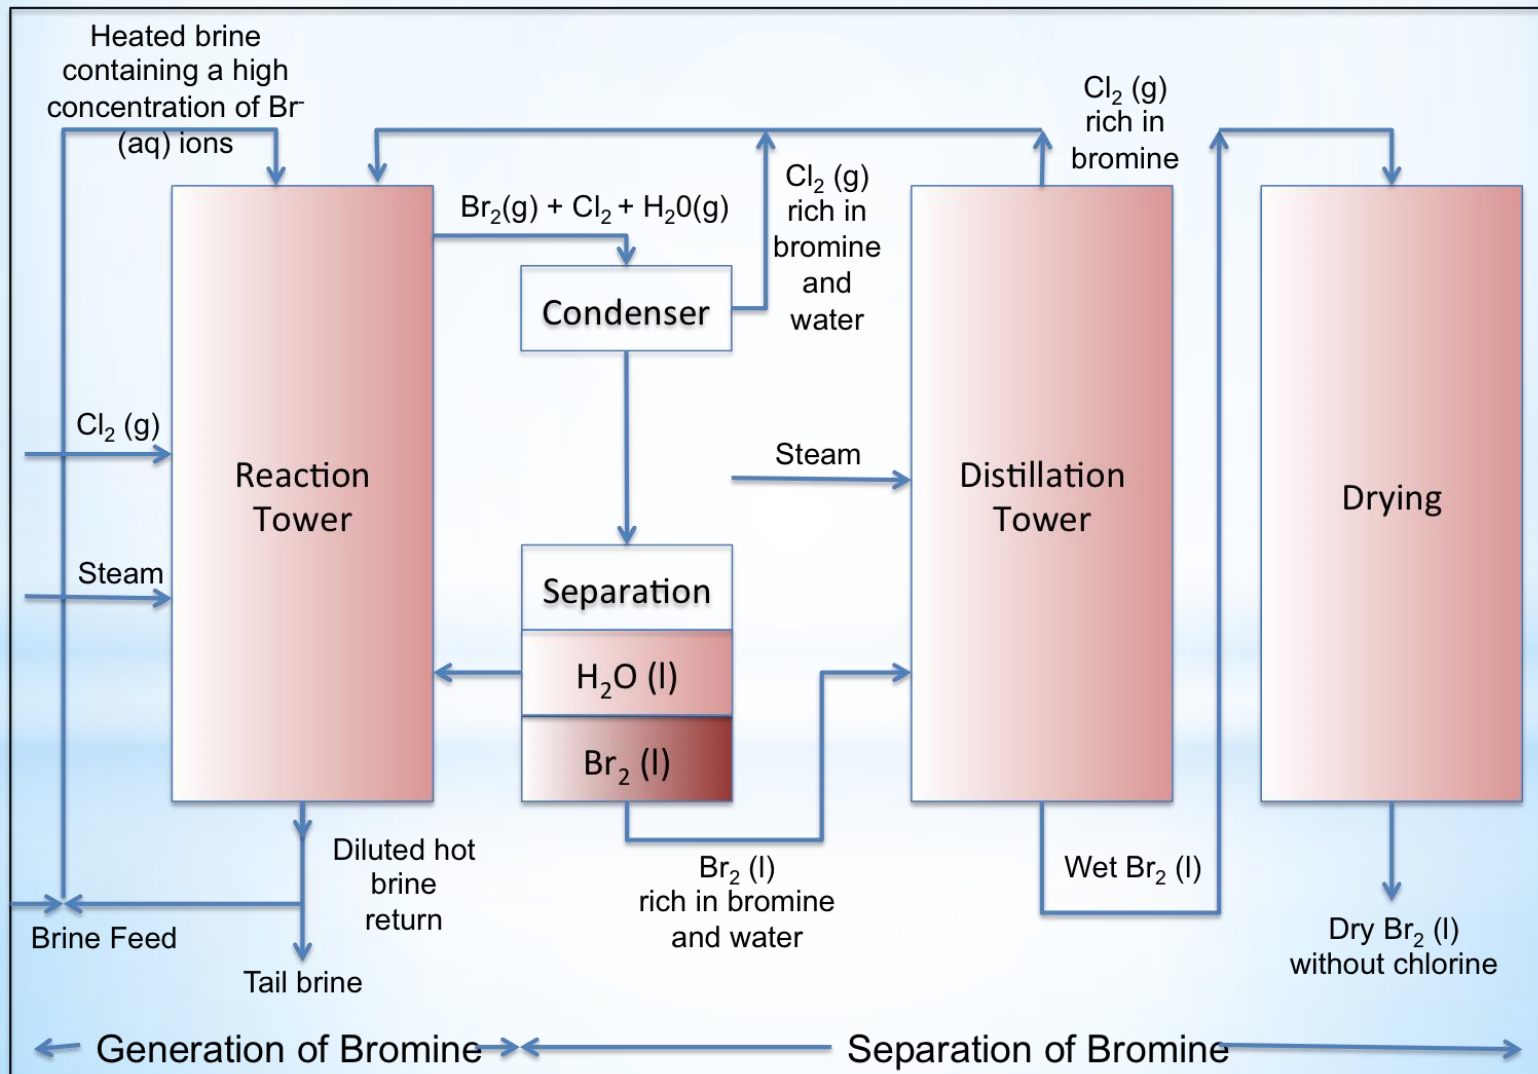 Heated brine
containing a high
concentration of Br⁻
(aq) ions
Cl₂ (g)
rich in
bromine
Br₂(g) + Cl₂ + H₂0(g)
Cl₂ (g)
rich in
bromine
and
water
Condenser
Cl₂ (g)
Steam
Reaction
Tower
Steam
Distillation
Tower
Drying
Separation
H₂O (l)
Br₂ (l)
Diluted hot
brine
return
Brine Feed
Tail brine
Br₂ (l)
rich in bromine
and water
Wet Br₂ (l)
Dry Br₂ (l)
without chlorine
Generation of Bromine
Separation of Bromine